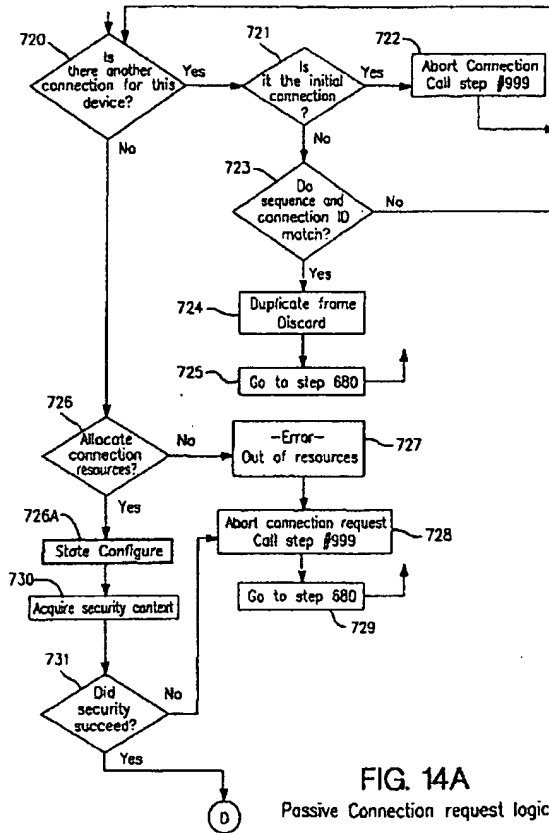 720
Is
there another
connection for this
device?
Yes
No
721
Is
it the initial
connection
?
Yes
No
722
Abort Connection
Call step #999
723
Do
sequence and
connection ID
match?
No
Yes
724
Duplicate frame
Discard
725
Go to step 680
726
Allocate
connection
resources?
No
Yes
-Error-
Out of resources
727
726A
State Configure
Abort connection request
Call step #999
728
730
Acquire security context
Go to step 680
729
731
Did
security
succeed?
No
Yes
D
FIG. 14A
Passive Connection request logic